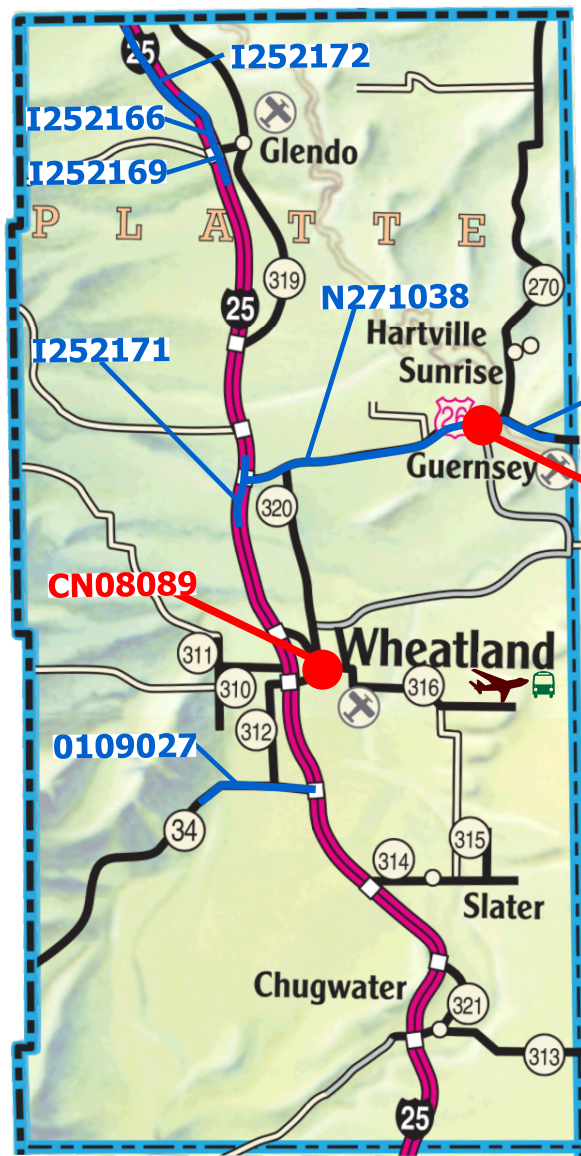 25
I252172
I252166
Glendo
I252169
P L A T T E
319
270
N271038
25
Hartville
I252171
Sunrise
26
Guernsey
320
CN08089
Wheatland
311
310
316
312
0109027
34
315
314
Slater
Chugwater
321
313
25